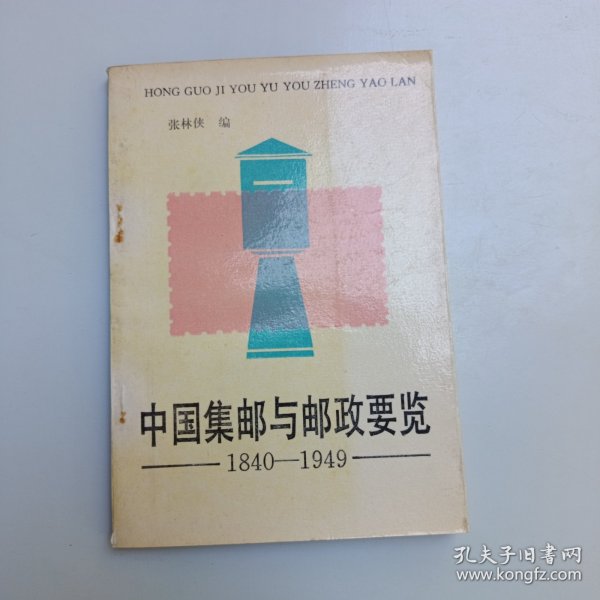 HONG GUO JI YOU YU YOU ZHENG YAO LAN
张林侠 编
中国集邮与邮政要览
1840—1949
孔夫子旧书网
www.kongfz.com